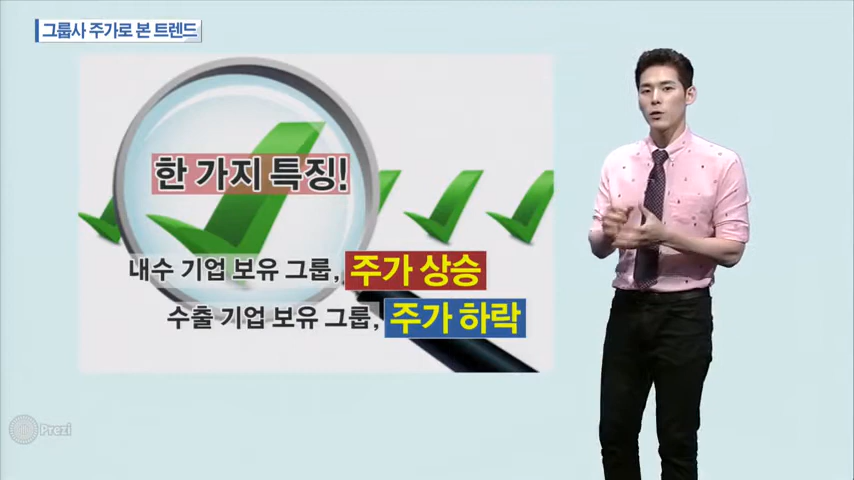 그룹사 주가로 본 트렌드
한 가지 특징!
내수 기업 보유 그룹, 주가 상승
수출 기업 보유 그룹, 주가 하락
Prezi